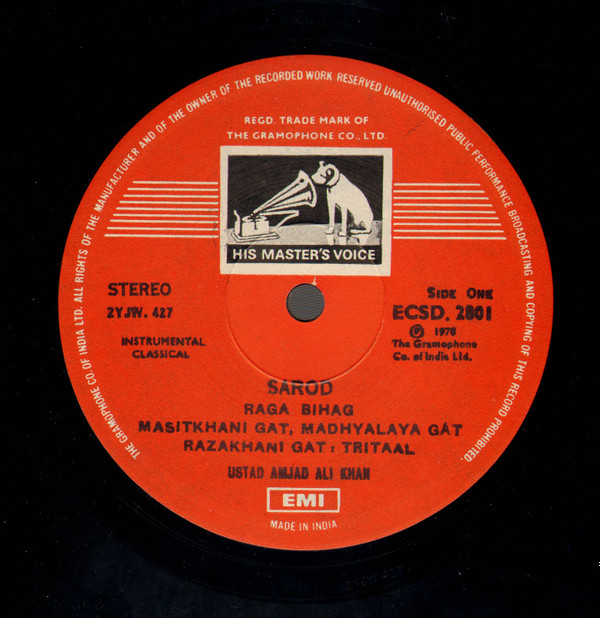 THE GRAMOPHONE CO. OF INDIA LTD. ALL RIGHTS OF THE MANUFACTURER AND OF THE OWNER OF THE RECORDED WORK RESERVED UNAUTHORISED PUBLIC PERFORMANCE BROADCASTING AND COPYING OF THIS RECORD PROHIBITED.
REGD. TRADE MARK OF
THE GRAMOPHONE CO., LTD.
HIS MASTER'S VOICE
STEREO
2YJW. 427
INSTRUMENTAL
CLASSICAL
SIDE ONE
ECSD. 2801
Ⓟ 1978
The Gramophone
Co. of India Ltd.
SAROD
RAGA BIHAG
MASITKHANI GAT, MADHYALAYA GAT
RAZAKHANI GAT : TRITAAL
USTAD AMJAD ALI KHAN
EMI
MADE IN INDIA